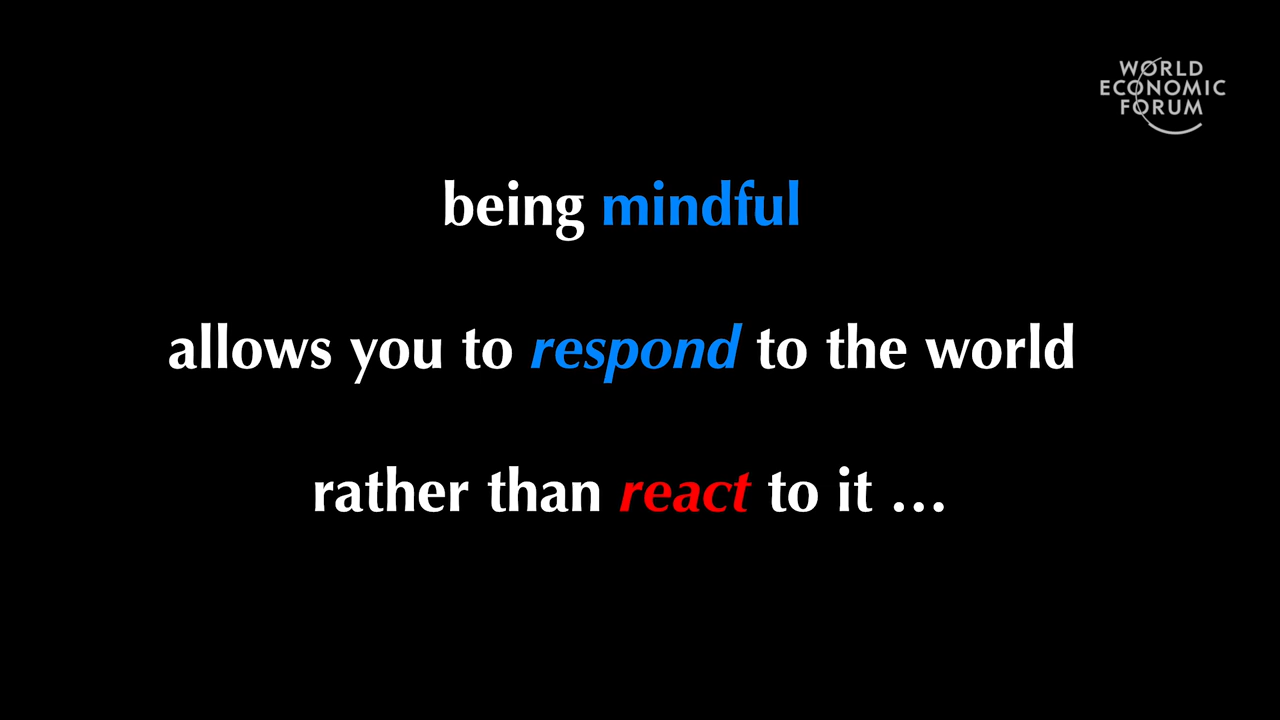 WORLD
ECONOMIC
FORUM
being mindful
allows you to respond to the world
rather than react to it ...